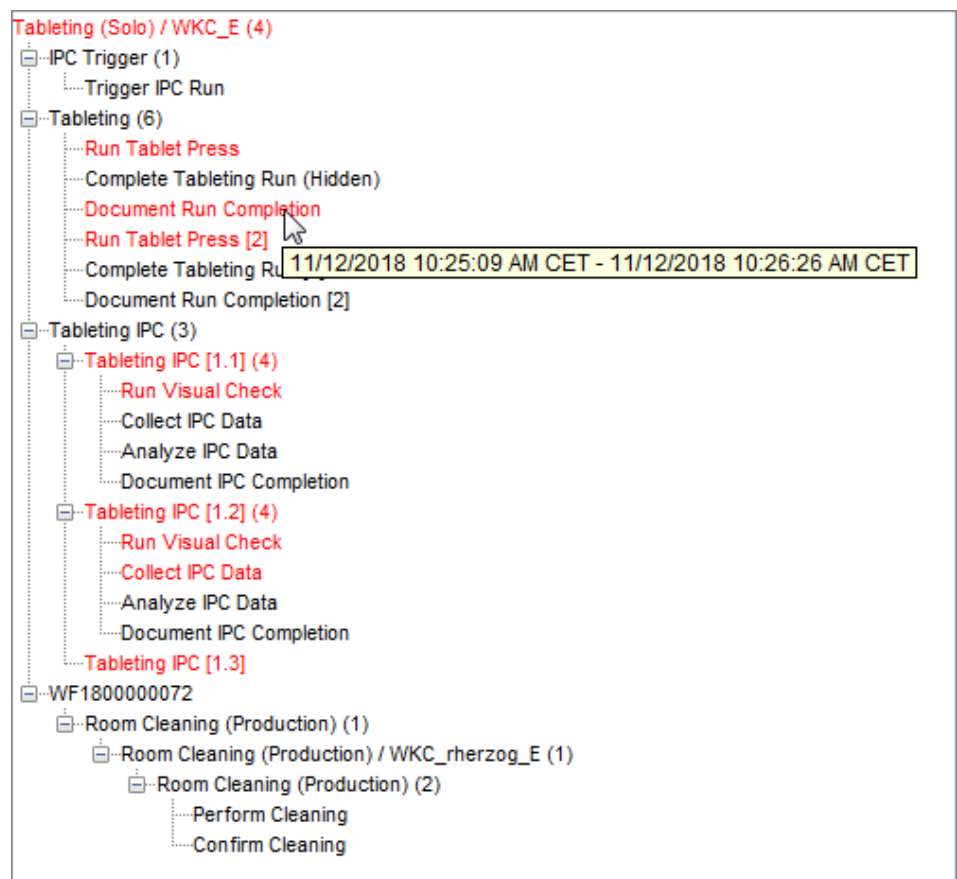 Tableting (Solo) / WKC_E (4)
IPC Trigger (1)
Trigger IPC Run
Tableting (6)
Run Tablet Press
Complete Tableting Run (Hidden)
Document Run Completion
Run Tablet Press [2]
11/12/2018 10:25:09 AM CET - 11/12/2018 10:26:26 AM CET
Complete Tableting
Document Run Completion [2]
Tableting IPC (3)
Tableting IPC [1.1] (4)
Run Visual Check
Collect IPC Data
Analyze IPC Data
Document IPC Completion
Tableting IPC [1.2] (4)
Run Visual Check
Collect IPC Data
Analyze IPC Data
Document IPC Completion
Tableting IPC [1.3]
WF1800000072
Room Cleaning (Production) (1)
Room Cleaning (Production) / WKC_rherzog_E (1)
Room Cleaning (Production) (2)
Perform Cleaning
Confirm Cleaning